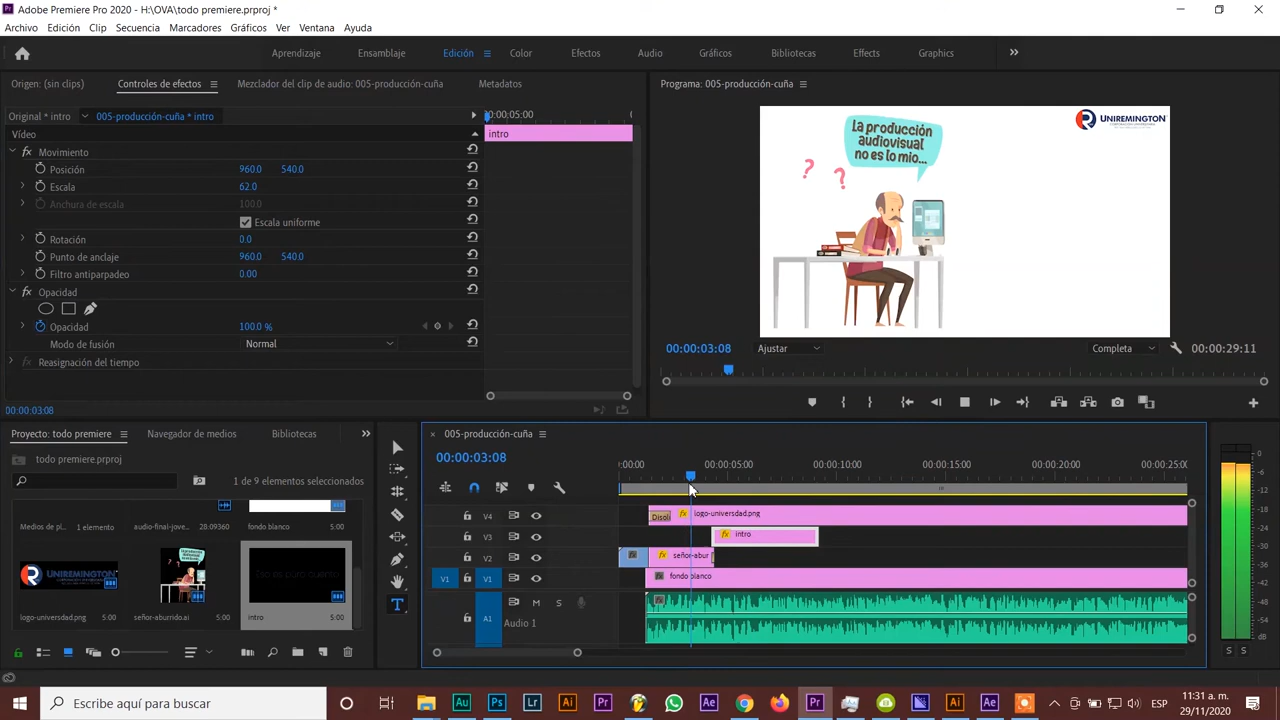 Adobe Premiere Pro 2020 - H:\OVA\todo premiere.prproj *
Archivo Edición Clip Secuencia Marcadores Gráficos Ver Ventana Ayuda
Aprendizaje Ensamblaje Edición Color Efectos Audio Gráficos Bibliotecas Effects Graphics
Origen: (sin clips) Controles de efectos Mezclador del clip de audio: 005-producción-cuña Metadatos
Programa: 005-producción-cuña
Original * intro 005-producción-cuña * intro
00:00:05:00
Vídeo
intro
Movimiento
Posición 960.0 540.0
Escala 62.0
Anchura de escala 100.0
Escala uniforme
Rotación 0.0
Punto de anclaje 960.0 540.0
Filtro antiparpadeo 0.00
Opacidad
Opacidad 100.0 %
Modo de fusión Normal
Reasignación del tiempo
00:00:03:08
La producción
audiovisual
no es lo mio...
? ?
UNIREMINGTON
00:00:03:08 Ajustar Completa 00:00:29:11
Proyecto: todo premiere Navegador de medios Bibliotecas
todo premiere.prproj
1 de 9 elementos seleccionados
Medios de pi... 1 elemento audio-final-jove... 28:09360 fondo blanco 5:00
logo-universdad.png 5:00 señor-aburrido.ai 5:00 intro 5:00
005-producción-cuña
00:00:03:08
:00:00 00:00:05:00 00:00:10:00 00:00:15:00 00:00:20:00 00:00:25:00
V4 Disol logo-universdad.png
V3 intro
V2 señor-abur
V1 V1 fondo blanco
A1 M S
Audio 1
0
S S
Escribe aquí para buscar
ESP
11:31 a. m.
29/11/2020